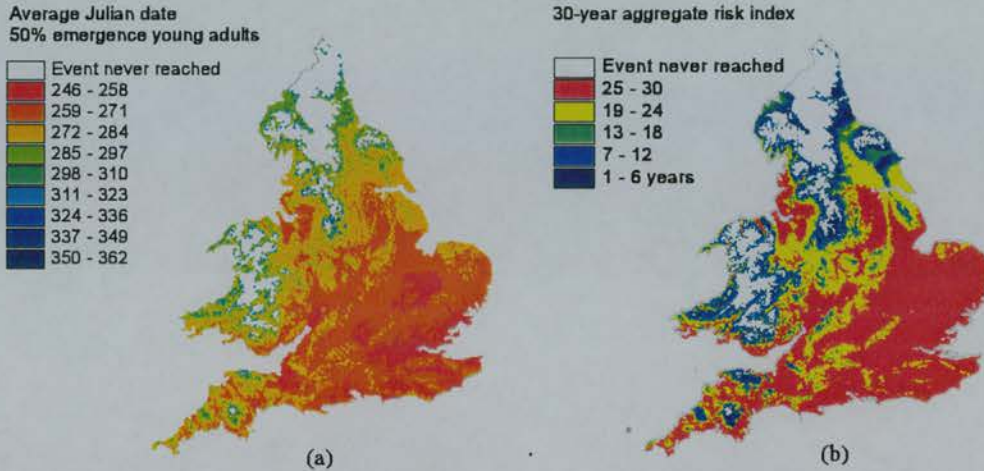 Average Julian date
50% emergence young adults
Event never reached
246 - 258
259 - 271
272 - 284
285 - 297
298 - 310
311 - 323
324 - 336
337 - 349
350 - 362
(a)
30-year aggregate risk index
Event never reached
25 - 30
19 - 24
13 - 18
7 - 12
1 - 6 years
(b)